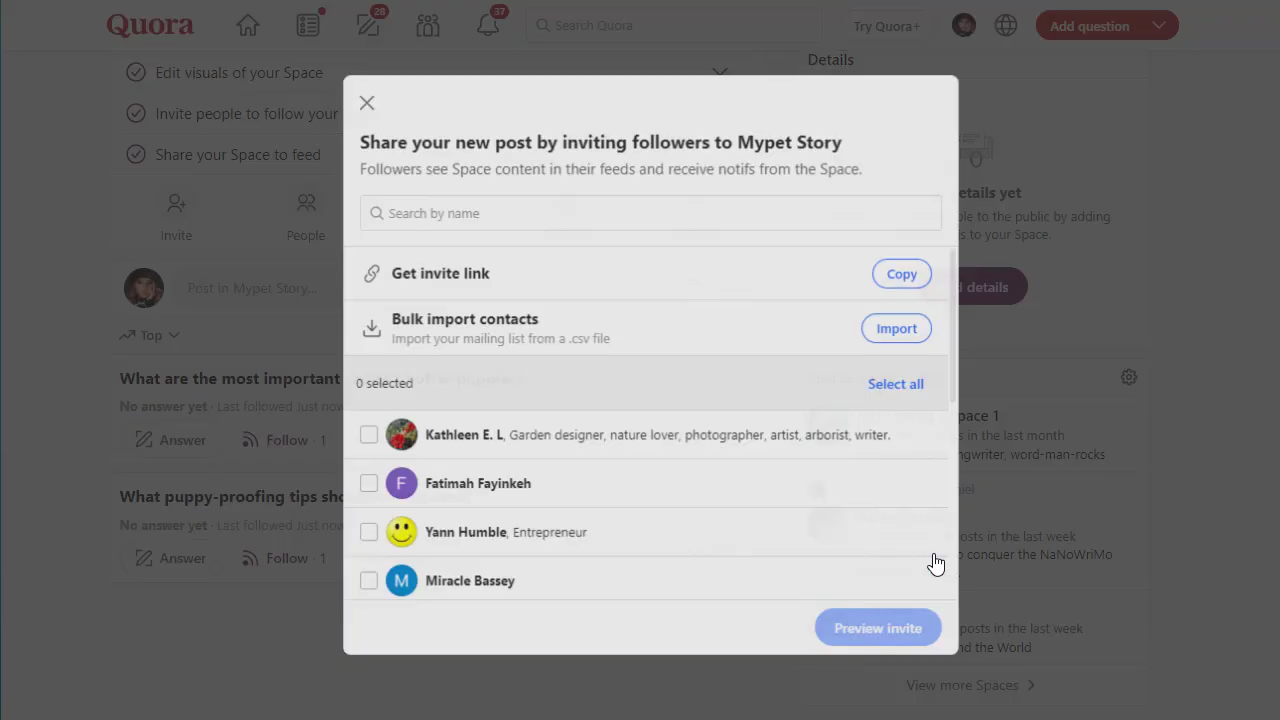 Quora
28
37
Search Quora
Try Quora+
Add question
Edit visuals of your Space
Invite people to follow your
Share your Space to feed
Invite
People
Post in Mypet Story...
Top
What are the most important
No answer yet · Last followed Just now
Answer
Follow · 1
What puppy-proofing tips sho
No answer yet · Last followed Just now
Answer
Follow · 1
Share your new post by inviting followers to Mypet Story
Followers see Space content in their feeds and receive notifs from the Space.
Search by name
Get invite link
Copy
Bulk import contacts
Import your mailing list from a .csv file
Import
0 selected
Select all
Kathleen E. L, Garden designer, nature lover, photographer, artist, arborist, writer.
F
Fatimah Fayinkeh
Yann Humble, Entrepreneur
M
Miracle Bassey
Preview invite
Details
etails yet
ple to the public by adding
s to your Space.
d details
pace 1
s in the last month
ngwriter, word-man-rocks
iel
osts in the last week
o conquer the NaNoWriMo
posts in the last week
nd the World
View more Spaces